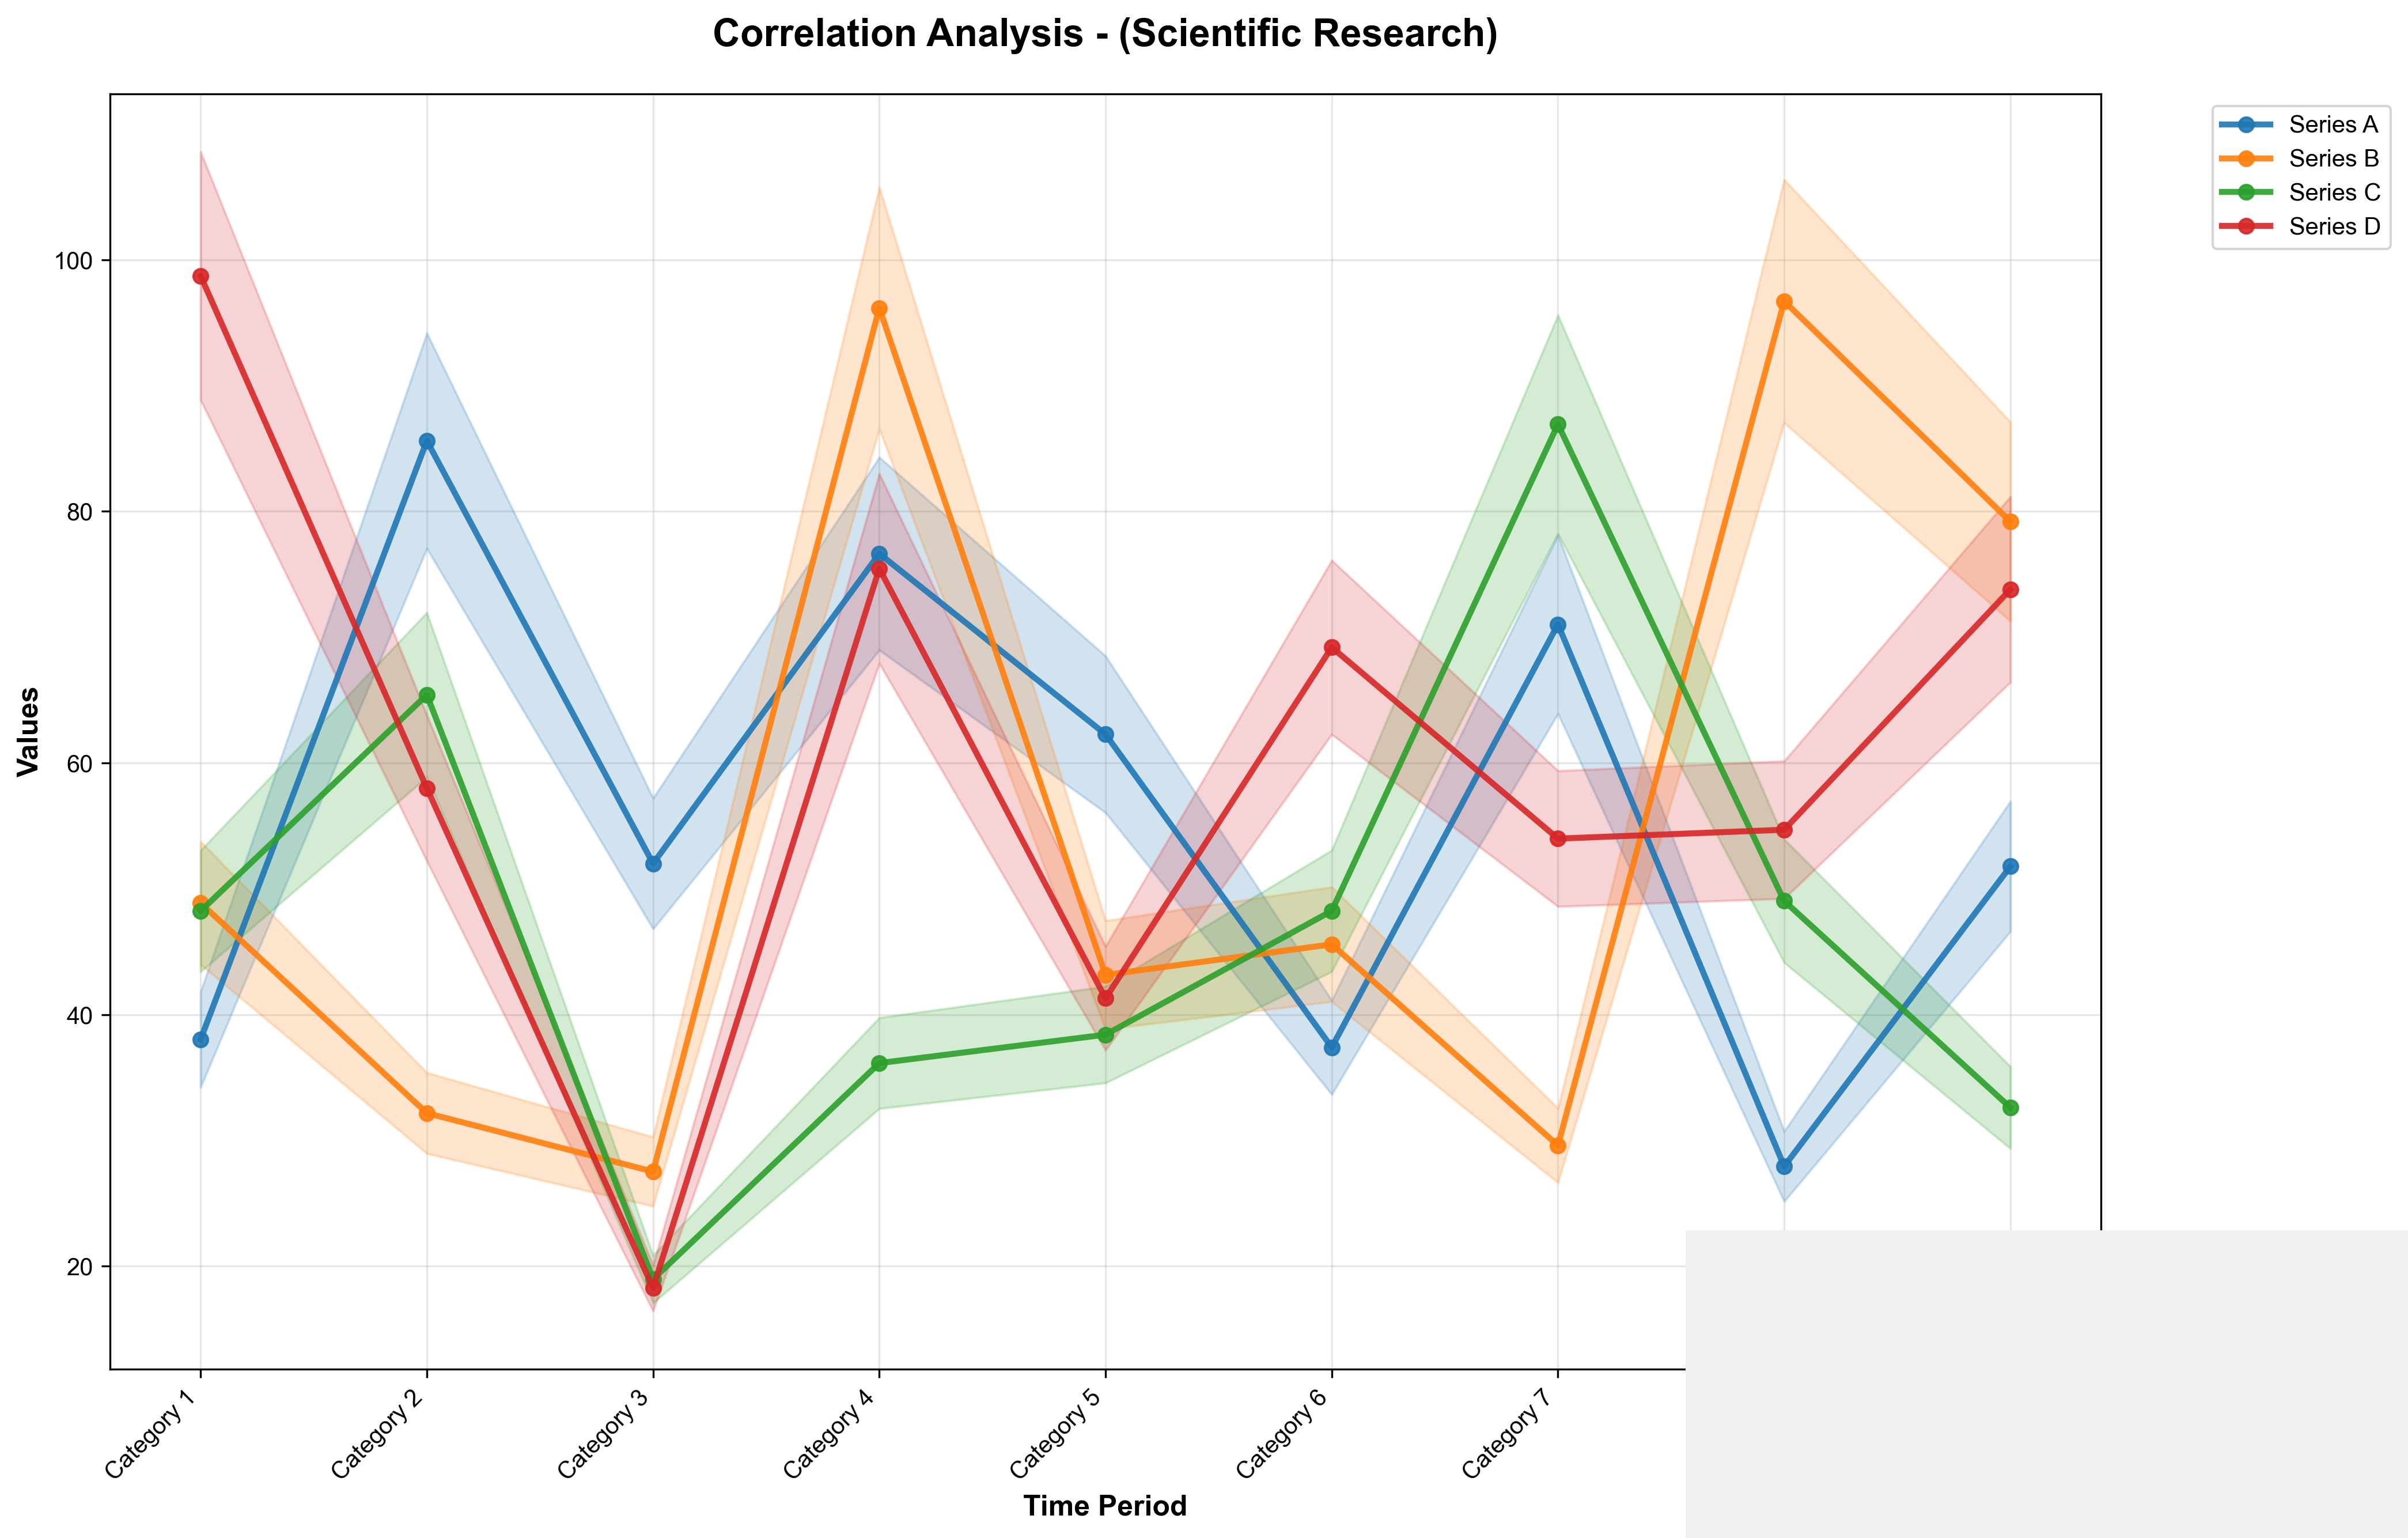 Correlation Analysis - (Scientific Research)
Series A
Series B
Series C
Series D
Values
100
80
60
40
20
Category 1
Category 2
Category 3
Category 4
Category 5
Category 6
Category 7
Time Period